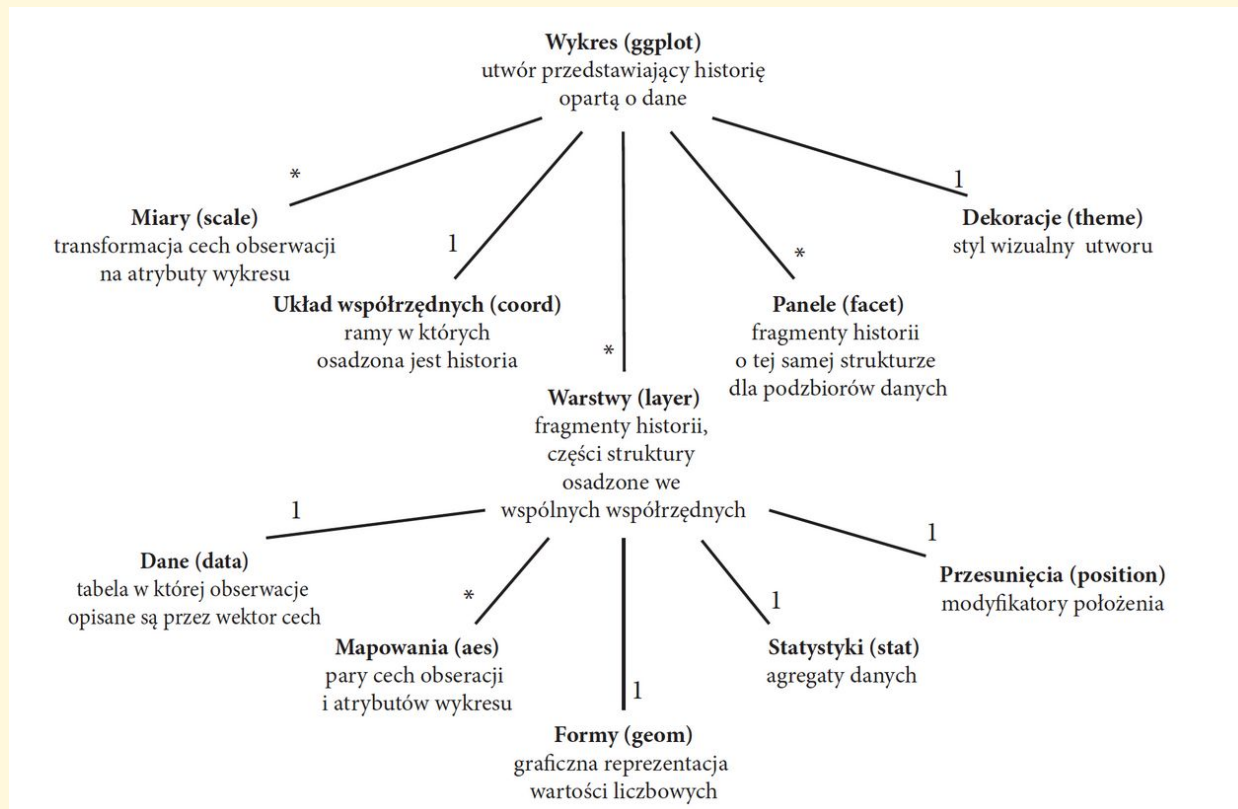 Wykres (ggplot)
utwór przedstawiający historię
opartą o dane
*
Miary (scale)
transformacja cech obserwacji
na atrybuty wykresu
1
Układ współrzędnych (coord)
ramy w których
osadzona jest historia
*
Warstwy (layer)
fragmenty historii,
części struktury
osadzone we
wspólnych współrzędnych
*
Panele (facet)
fragmenty historii
o tej samej strukturze
dla podzbiorów danych
1
Dekoracje (theme)
styl wizualny utworu
1
Dane (data)
tabela w której obserwacje
opisane są przez wektor cech
*
Mapowania (aes)
pary cech obseracji
i atrybutów wykresu
1
Formy (geom)
graficzna reprezentacja
wartości liczbowych
1
Statystyki (stat)
agregaty danych
1
Przesunięcia (position)
modyfikatory położenia